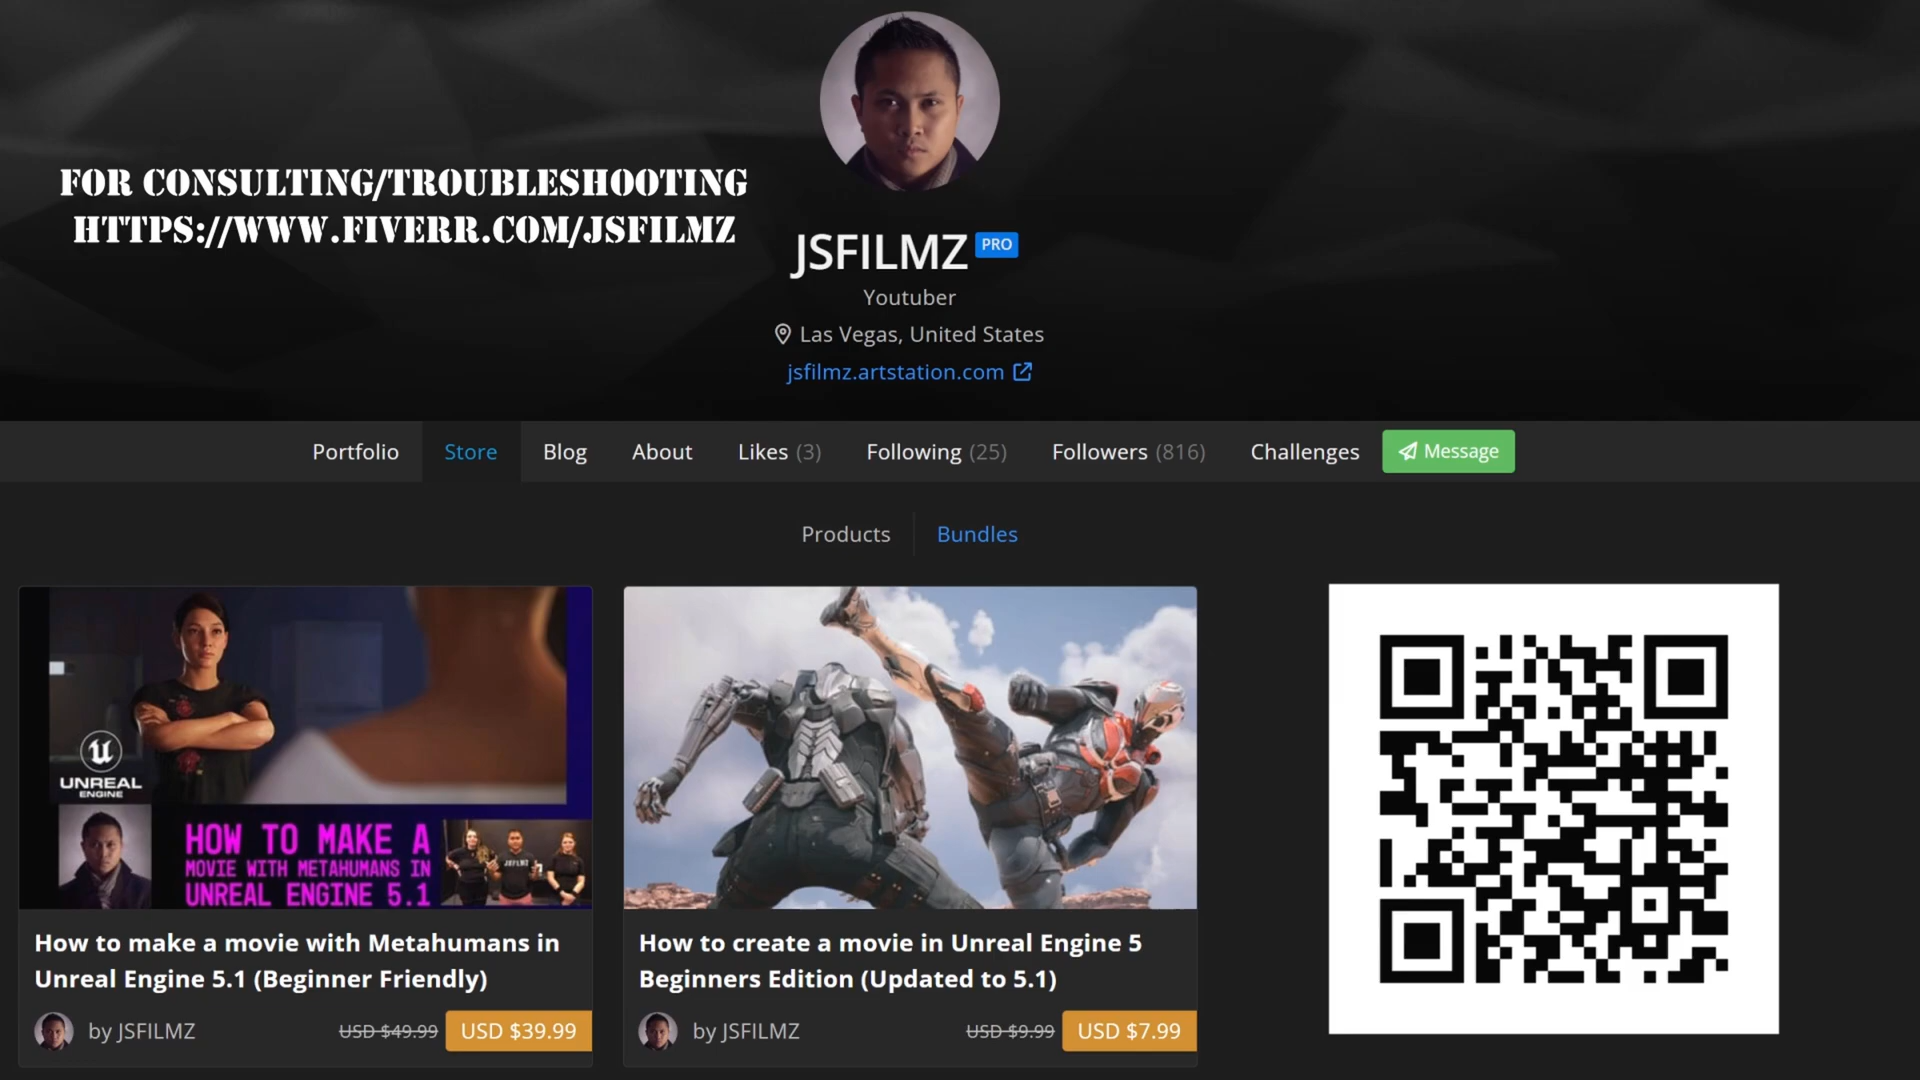 FOR CONSULTING/TROUBLESHOOTING
HTTPS://WWW.FIVERR.COM/JSFILMZ
JSFILMZ PRO
Youtuber
Las Vegas, United States
jsfilmz.artstation.com
Portfolio Store Blog About Likes (3) Following (25) Followers (816) Challenges Message
Products Bundles
UNREAL
ENGINE
HOW TO MAKE A
MOVIE WITH METAHUMANS IN
UNREAL ENGINE 5.1
JSFLMZ
How to make a movie with Metahumans in
Unreal Engine 5.1 (Beginner Friendly)
by JSFILMZ USD $49.99 USD $39.99
How to create a movie in Unreal Engine 5
Beginners Edition (Updated to 5.1)
by JSFILMZ USD $9.99 USD $7.99